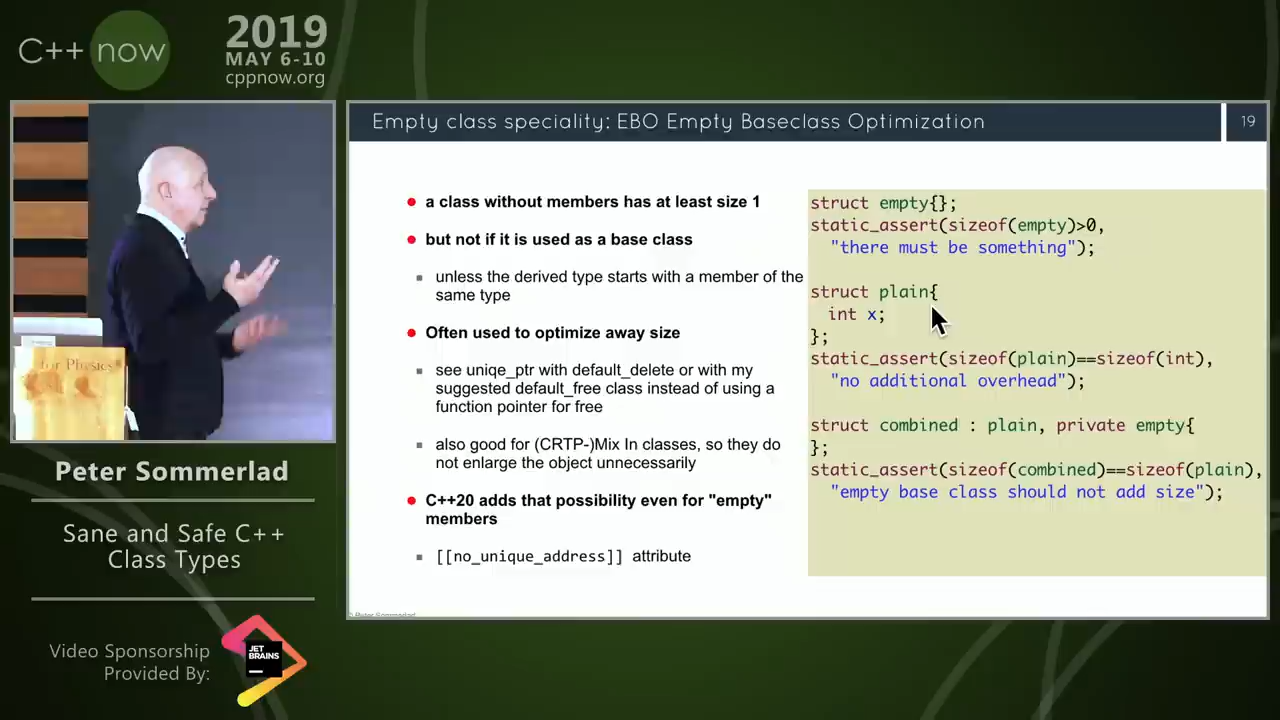 C++ now
2019
MAY 6-10
cppnow.org
Empty class speciality: EBO Empty Baseclass Optimization
19
a class without members has at least size 1
but not if it is used as a base class
unless the derived type starts with a member of the
same type
Often used to optimize away size
see uniqe_ptr with default_delete or with my
suggested default_free class instead of using a
function pointer for free
also good for (CRTP-)Mix In classes, so they do
not enlarge the object unnecessarily
C++20 adds that possibility even for "empty"
members
[[no_unique_address]] attribute
struct empty{};
static_assert(sizeof(empty)>0,
"there must be something");
struct plain{
int x;
};
static_assert(sizeof(plain)==sizeof(int),
"no additional overhead");
struct combined : plain, private empty{
};
static_assert(sizeof(combined)==sizeof(plain),
"empty base class should not add size");
© Peter Sommerlad
for Physics
Peter Sommerlad
Sane and Safe C++
Class Types
Video Sponsorship
Provided By:
JET
BRAINS